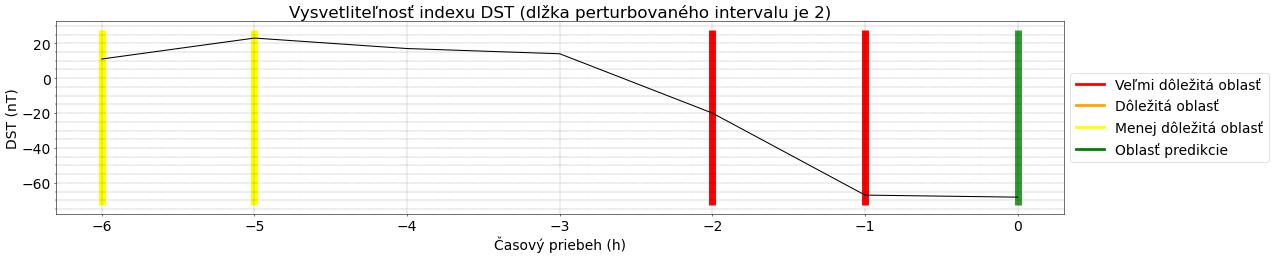 Vysvetliteľnosť indexu DST (dĺžka perturbovaného intervalu je 2)
DST (nT)
20
0
−20
−40
−60
−6 −5 −4 −3 −2 −1 0
Časový priebeh (h)
Veľmi dôležitá oblasť
Dôležitá oblasť
Menej dôležitá oblasť
Oblasť predikcie